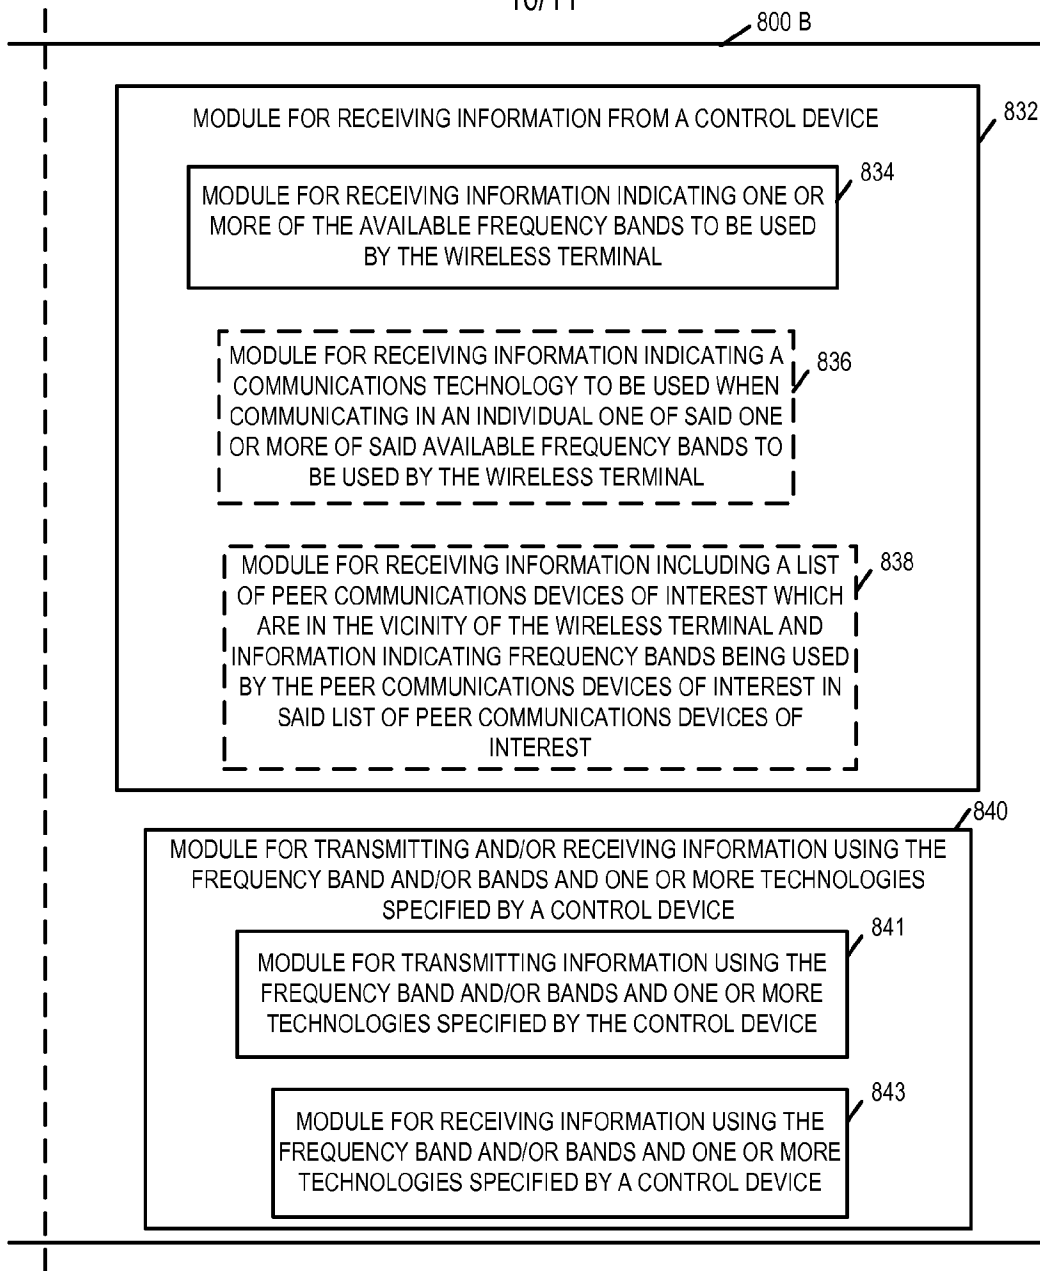 10/11
800 B
MODULE FOR RECEIVING INFORMATION FROM A CONTROL DEVICE
832
834
MODULE FOR RECEIVING INFORMATION INDICATING ONE OR
MORE OF THE AVAILABLE FREQUENCY BANDS TO BE USED
BY THE WIRELESS TERMINAL
MODULE FOR RECEIVING INFORMATION INDICATING A
COMMUNICATIONS TECHNOLOGY TO BE USED WHEN
COMMUNICATING IN AN INDIVIDUAL ONE OF SAID ONE
OR MORE OF SAID AVAILABLE FREQUENCY BANDS TO
BE USED BY THE WIRELESS TERMINAL
836
MODULE FOR RECEIVING INFORMATION INCLUDING A LIST
OF PEER COMMUNICATIONS DEVICES OF INTEREST WHICH
ARE IN THE VICINITY OF THE WIRELESS TERMINAL AND
INFORMATION INDICATING FREQUENCY BANDS BEING USED
BY THE PEER COMMUNICATIONS DEVICES OF INTEREST IN
SAID LIST OF PEER COMMUNICATIONS DEVICES OF
INTEREST
838
840
MODULE FOR TRANSMITTING AND/OR RECEIVING INFORMATION USING THE
FREQUENCY BAND AND/OR BANDS AND ONE OR MORE TECHNOLOGIES
SPECIFIED BY A CONTROL DEVICE
841
MODULE FOR TRANSMITTING INFORMATION USING THE
FREQUENCY BAND AND/OR BANDS AND ONE OR MORE
TECHNOLOGIES SPECIFIED BY THE CONTROL DEVICE
843
MODULE FOR RECEIVING INFORMATION USING THE
FREQUENCY BAND AND/OR BANDS AND ONE OR MORE
TECHNOLOGIES SPECIFIED BY A CONTROL DEVICE